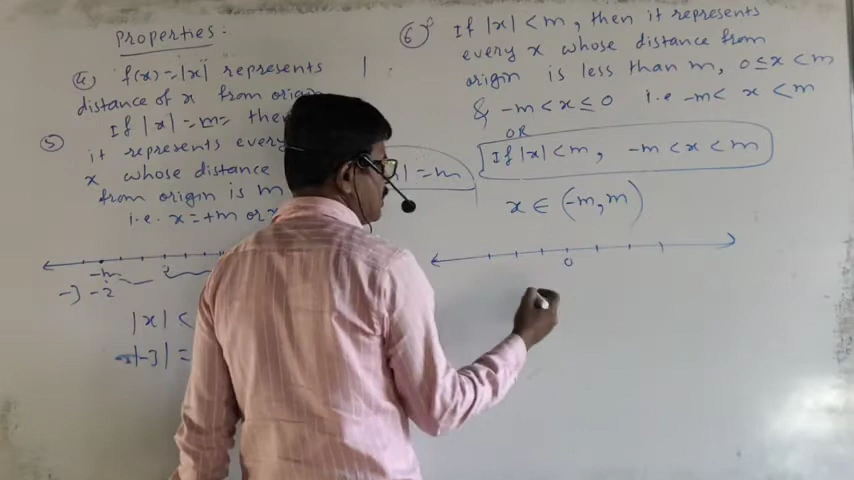 Properties:
④ f(x) = |x| represents
distance of x from origin
If |x| = m
⑤ it represents every
x whose distance
from origin is m
i.e. x = +m or x
|x| = m
-m
-3 -2
|x| <
|-3| =
⑥ If |x| < m, then it represents
every x whose distance from
origin is less than m, 0 ≤ x < m
& -m < x ≤ 0 i.e -m < x < m
OR
If |x| < m, -m < x < m
x ∈ (-m, m)
0